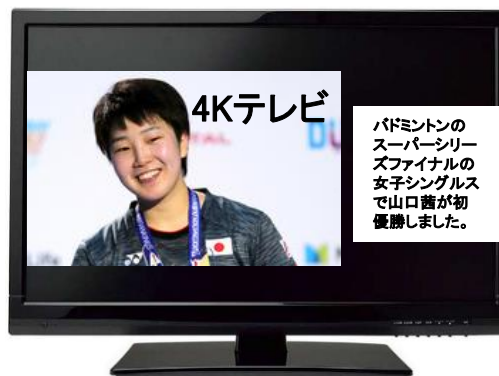 4Kテレビ
バドミントンの
スーパーシリー
ズファイナルの
女子シングルス
で山口茜が初
優勝しました。